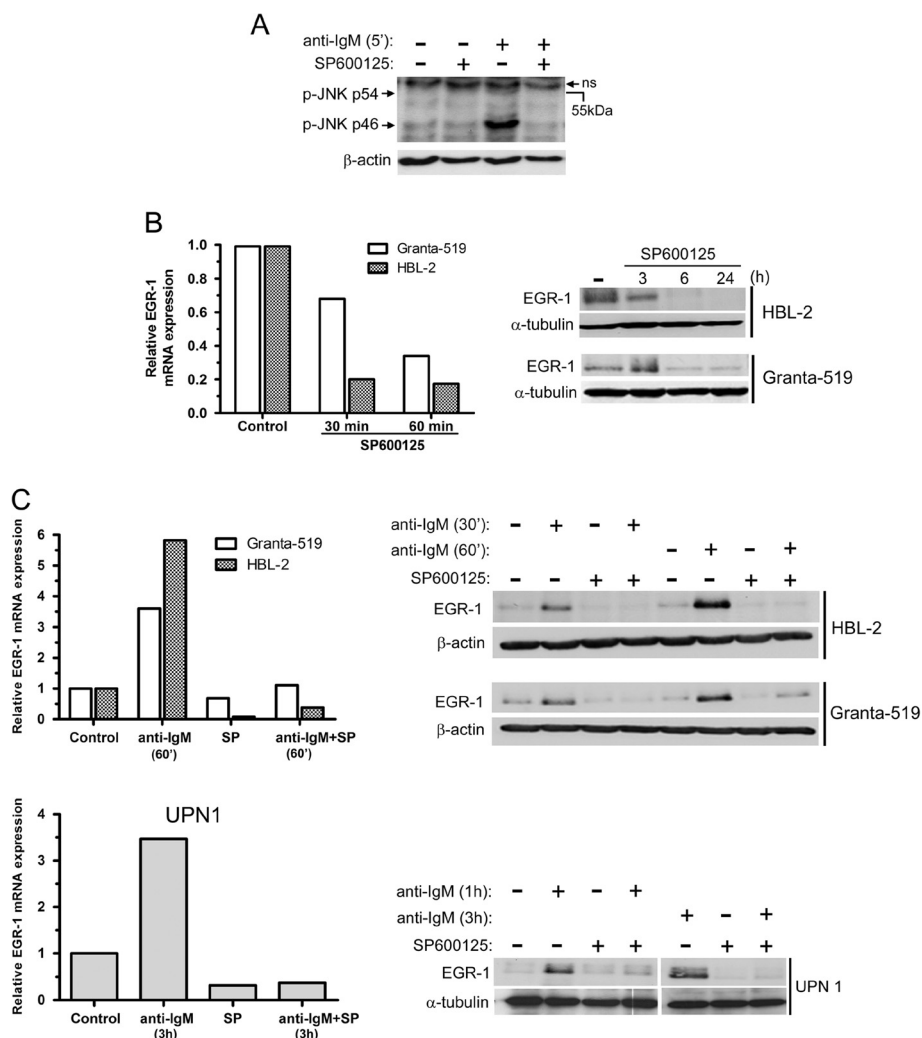 A
anti-IgM (5'): - - + +
SP600125: - + - +
ns
p-JNK p54
55kDa
p-JNK p46
β-actin
B
Relative EGR-1
mRNA expression
1.0
0.8
0.6
0.4
0.2
0.0
Granta-519
HBL-2
Control
30 min
60 min
SP600125
SP600125
- 3 6 24 (h)
EGR-1
α-tubulin
HBL-2
EGR-1
α-tubulin
Granta-519
C
Relative EGR-1 mRNA expression
6
5
4
3
2
1
0
Granta-519
HBL-2
Control
anti-IgM
(60')
SP
anti-IgM+SP
(60')
anti-IgM (30'): - + - +
anti-IgM (60'): - + - +
SP600125: - - + + - - + +
EGR-1
β-actin
HBL-2
EGR-1
β-actin
Granta-519
UPN1
Relative EGR-1 mRNA expression
4
3
2
1
0
Control
anti-IgM
(3h)
SP
anti-IgM+SP
(3h)
anti-IgM (1h): - + - +
anti-IgM (3h): + - +
SP600125: - - + + - + +
EGR-1
α-tubulin
UPN 1